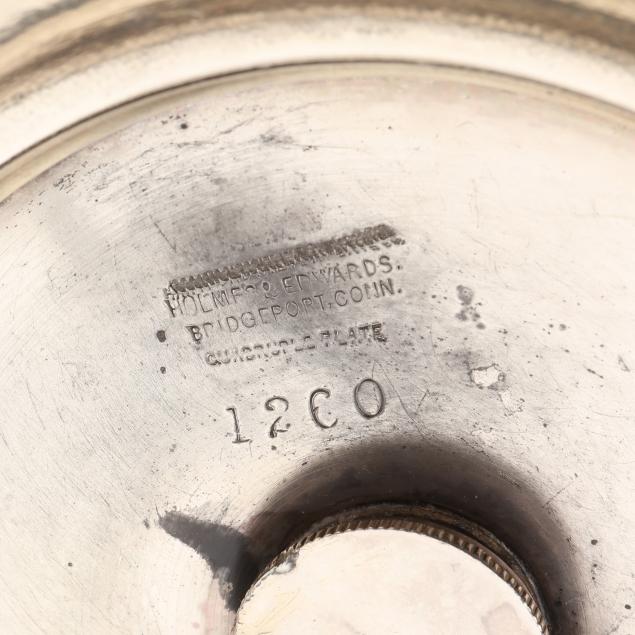 HOLMES & EDWARDS.
BRIDGEPORT, CONN.
QUADRUPLE PLATE
1260